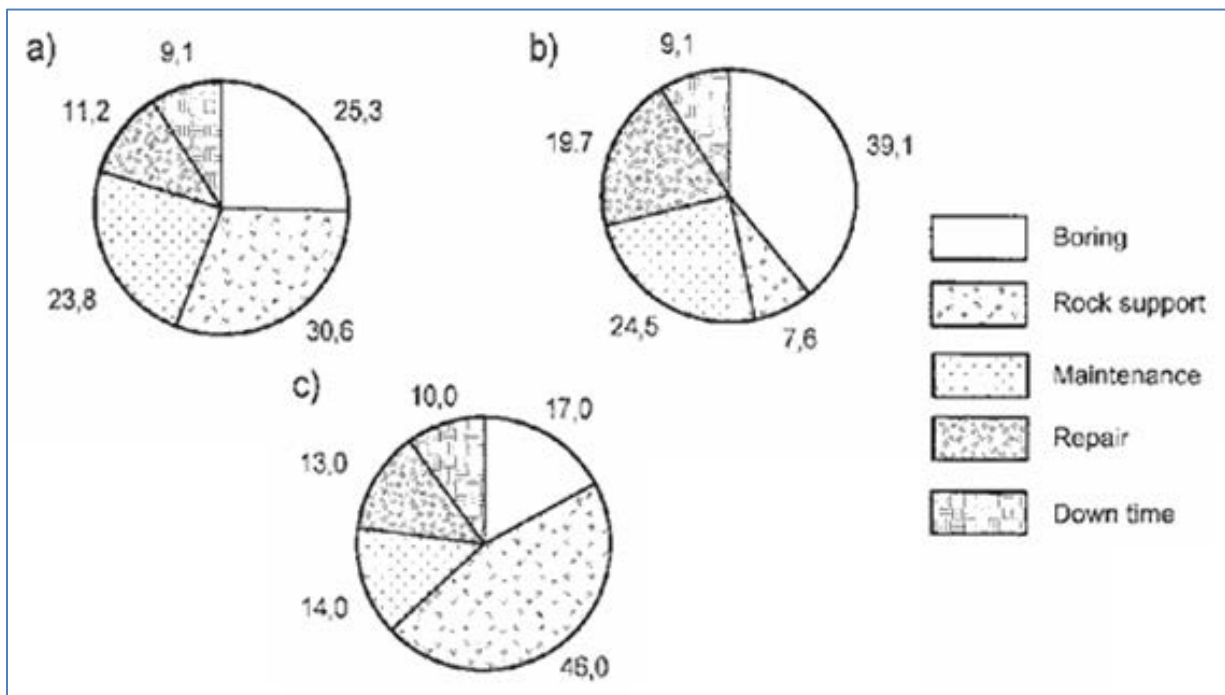 a)
9,1
25,3
11,2
23,8
30,6
b)
9,1
39,1
19.7
24,5
7,6
c)
10,0
17,0
13,0
14,0
46,0
Boring
Rock support
Maintenance
Repair
Down time